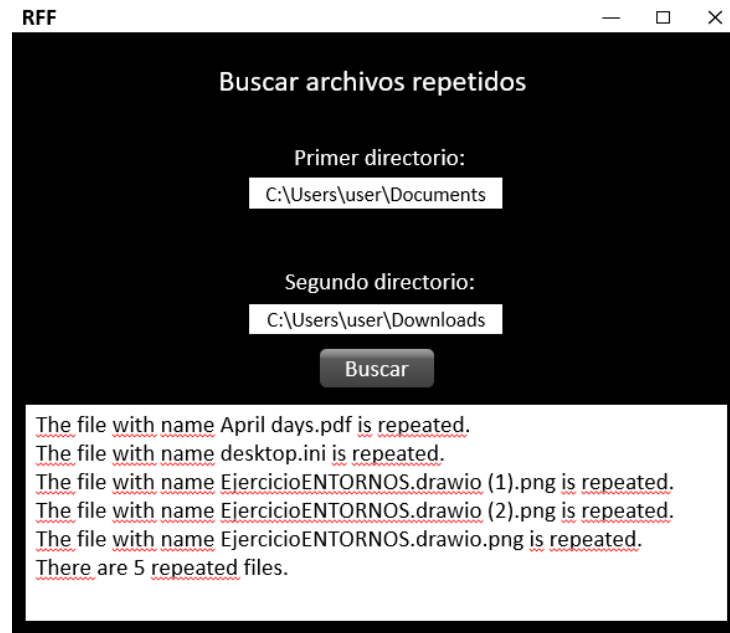 RFF
Buscar archivos repetidos
Primer directorio:
C:\Users\user\Documents
Segundo directorio:
C:\Users\user\Downloads
Buscar
The file with name April days.pdf is repeated.
The file with name desktop.ini is repeated.
The file with name EjercicioENTORNOS.drawio (1).png is repeated.
The file with name EjercicioENTORNOS.drawio (2).png is repeated.
The file with name EjercicioENTORNOS.drawio.png is repeated.
There are 5 repeated files.